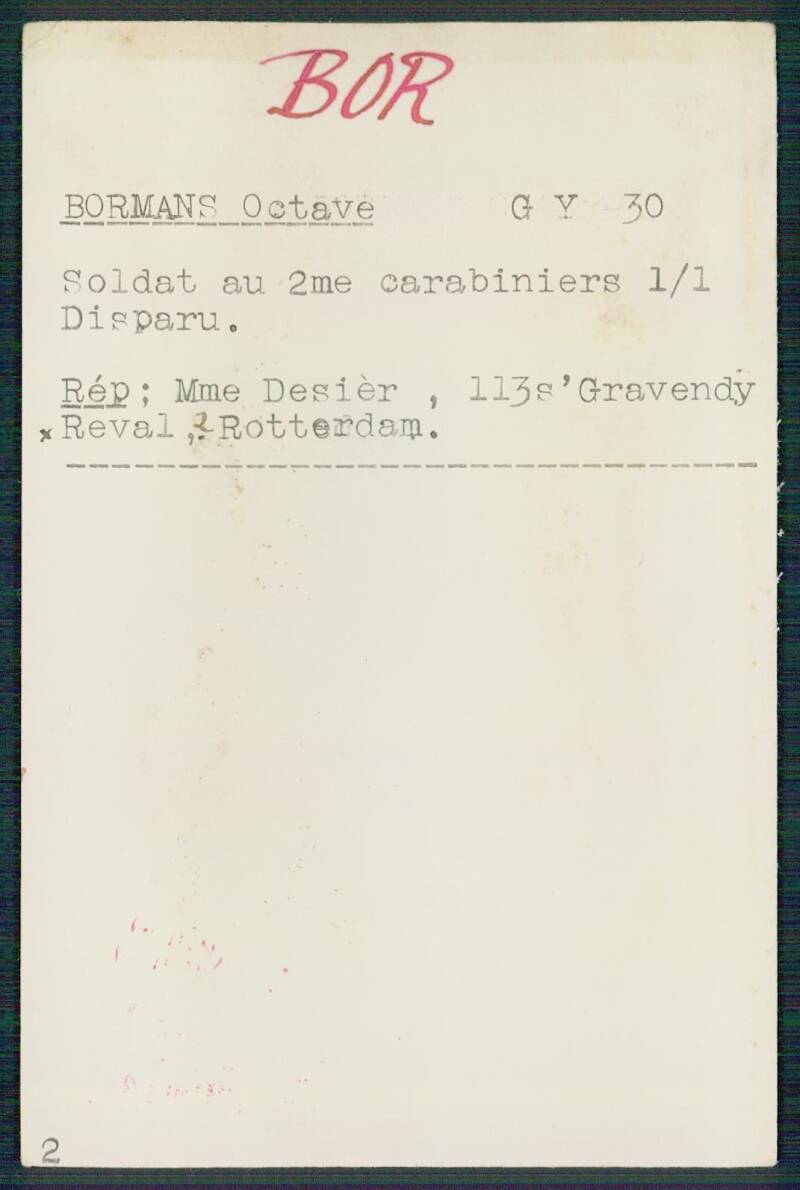 BOR
BORMANS Octave G Y 30
Soldat au 2me carabiniers 1/1
Disparu.
Rép; Mme Desièr , 113s'Gravendy
x Reval , Rotterdam.
2